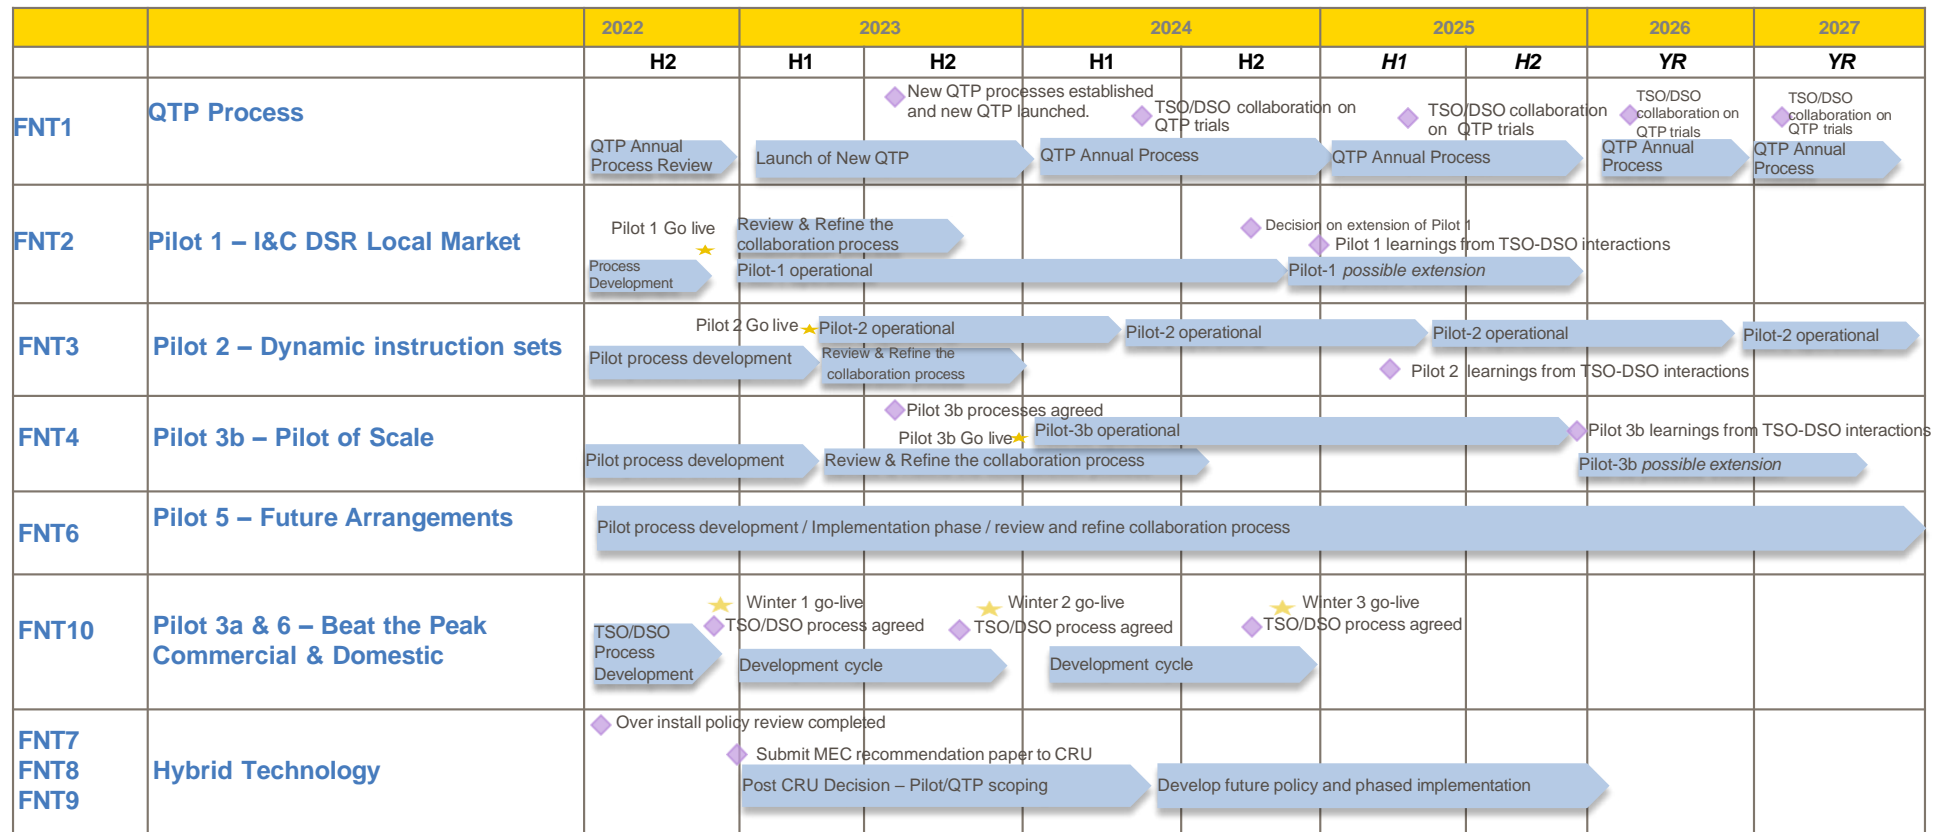 2022
2023
2024
2025
2026
2027
H2
H1
H2
H1
H2
H1
H2
YR
YR
FNT1
QTP Process
New QTP processes established
and new QTP launched.
TSO/DSO collaboration on
QTP trials
TSO/DSO collaboration
on QTP trials
TSO/DSO
collaboration on
QTP trials
TSO/DSO
collaboration on
QTP trials
QTP Annual
Process Review
Launch of New QTP
QTP Annual Process
QTP Annual Process
QTP Annual
Process
QTP Annual
Process
FNT2
Pilot 1 – I&C DSR Local Market
Pilot 1 Go live
Review & Refine the
collaboration process
Decision on extension of Pilot 1
Pilot 1 learnings from TSO-DSO interactions
Process
Development
Pilot-1 operational
Pilot-1 possible extension
FNT3
Pilot 2 – Dynamic instruction sets
Pilot 2 Go live
Pilot-2 operational
Pilot-2 operational
Pilot-2 operational
Pilot-2 operational
Pilot process development
Review & Refine the
collaboration process
Pilot 2 learnings from TSO-DSO interactions
FNT4
Pilot 3b – Pilot of Scale
Pilot 3b processes agreed
Pilot 3b Go live
Pilot-3b operational
Pilot 3b learnings from TSO-DSO interactions
Pilot process development
Review & Refine the collaboration process
Pilot-3b possible extension
FNT6
Pilot 5 – Future Arrangements
Pilot process development / Implementation phase / review and refine collaboration process
FNT10
Pilot 3a & 6 – Beat the Peak
Commercial & Domestic
Winter 1 go-live
TSO/DSO process agreed
Winter 2 go-live
TSO/DSO process agreed
Winter 3 go-live
TSO/DSO process agreed
TSO/DSO
Process
Development
Development cycle
Development cycle
FNT7
FNT8
FNT9
Hybrid Technology
Over install policy review completed
Submit MEC recommendation paper to CRU
Post CRU Decision – Pilot/QTP scoping
Develop future policy and phased implementation